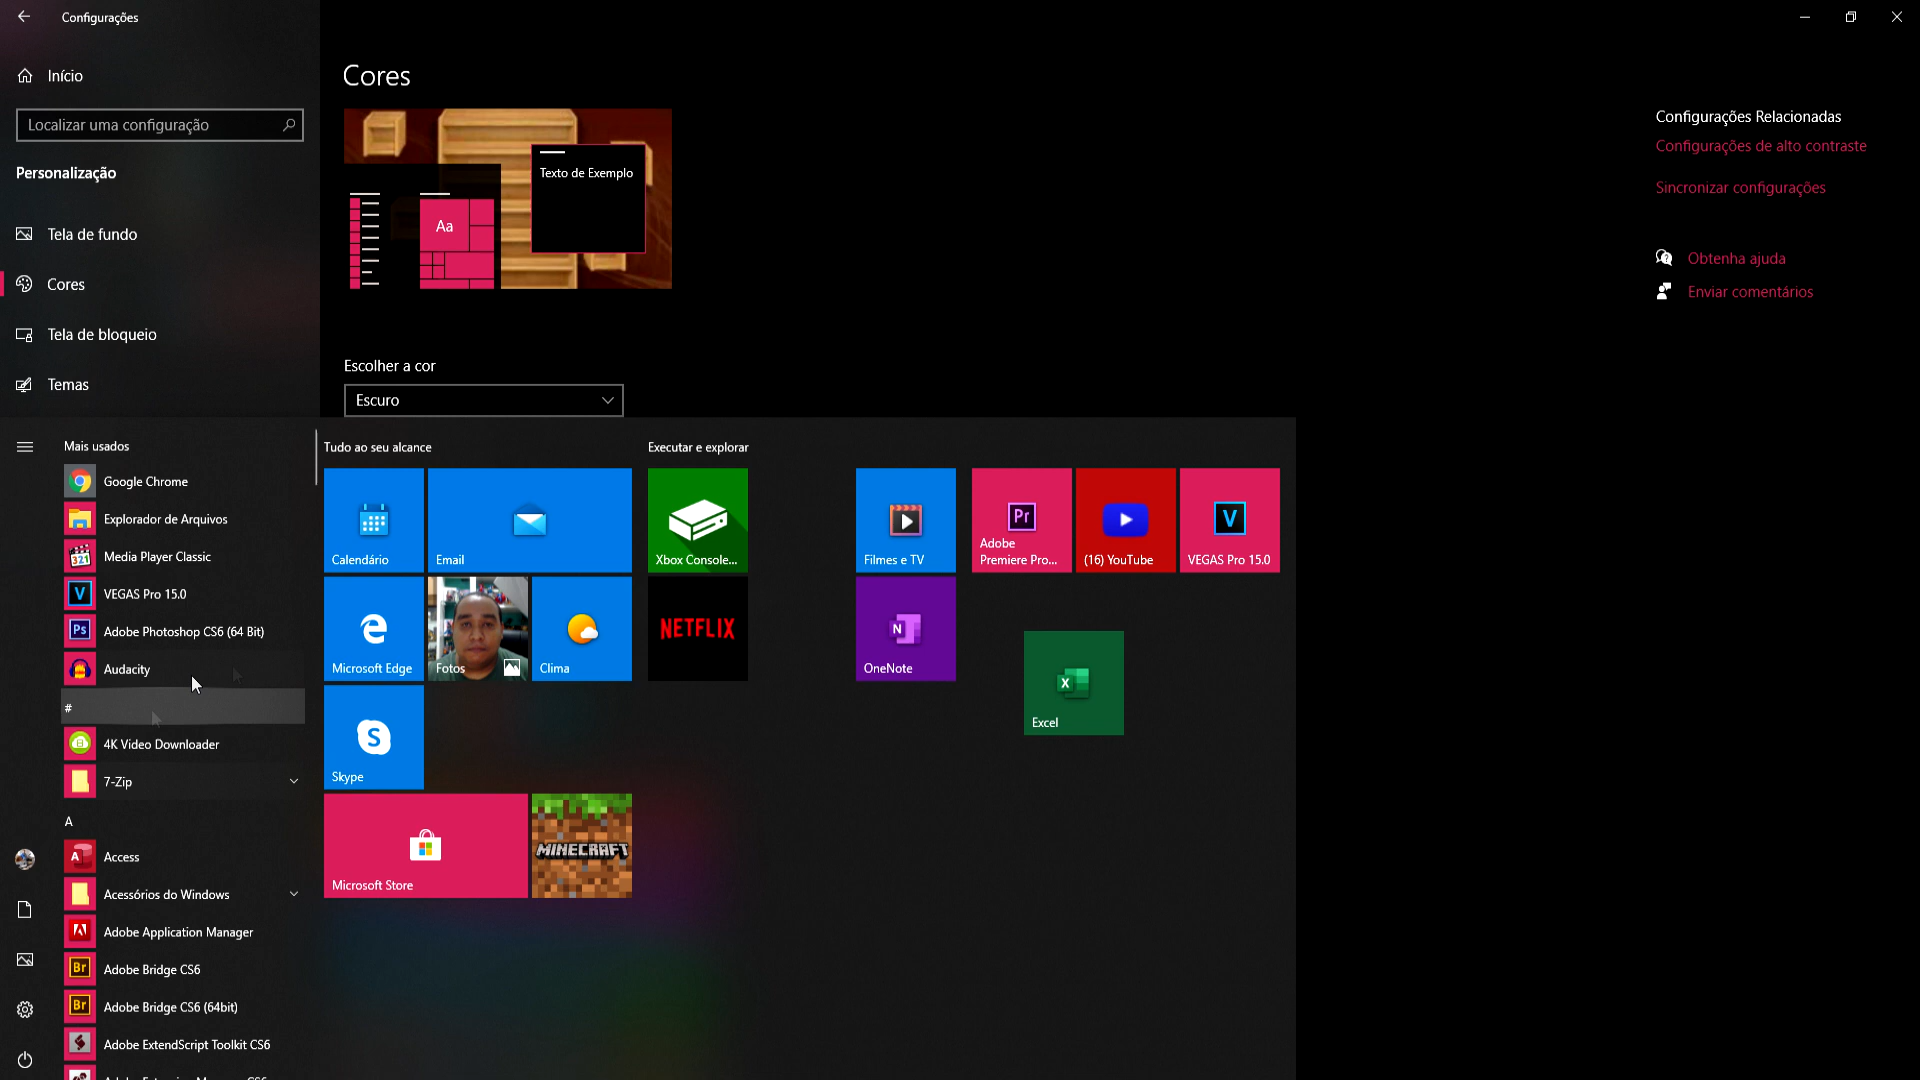 Configurações
Início
Localizar uma configuração
Personalização
Tela de fundo
Cores
Tela de bloqueio
Temas
Cores
Texto de Exemplo
Aa
Escolher a cor
Escuro
Configurações Relacionadas
Configurações de alto contraste
Sincronizar configurações
Obtenha ajuda
Enviar comentários
Mais usados
Google Chrome
Explorador de Arquivos
321
Media Player Classic
V
VEGAS Pro 15.0
Ps
Adobe Photoshop CS6 (64 Bit)
Audacity
#
4K Video Downloader
7-Zip
A
A
Access
Acessórios do Windows
Adobe Application Manager
Br
Adobe Bridge CS6
Br
Adobe Bridge CS6 (64bit)
Adobe ExtendScript Toolkit CS6
Tudo ao seu alcance
Calendário
Email
Microsoft Edge
Fotos
Clima
S
Skype
Microsoft Store
MINECRAFT
Executar e explorar
Xbox Console...
NETFLIX
Filmes e TV
N
OneNote
Pr
Adobe
Premiere Pro...
(16) YouTube
V
VEGAS Pro 15.0
X
Excel